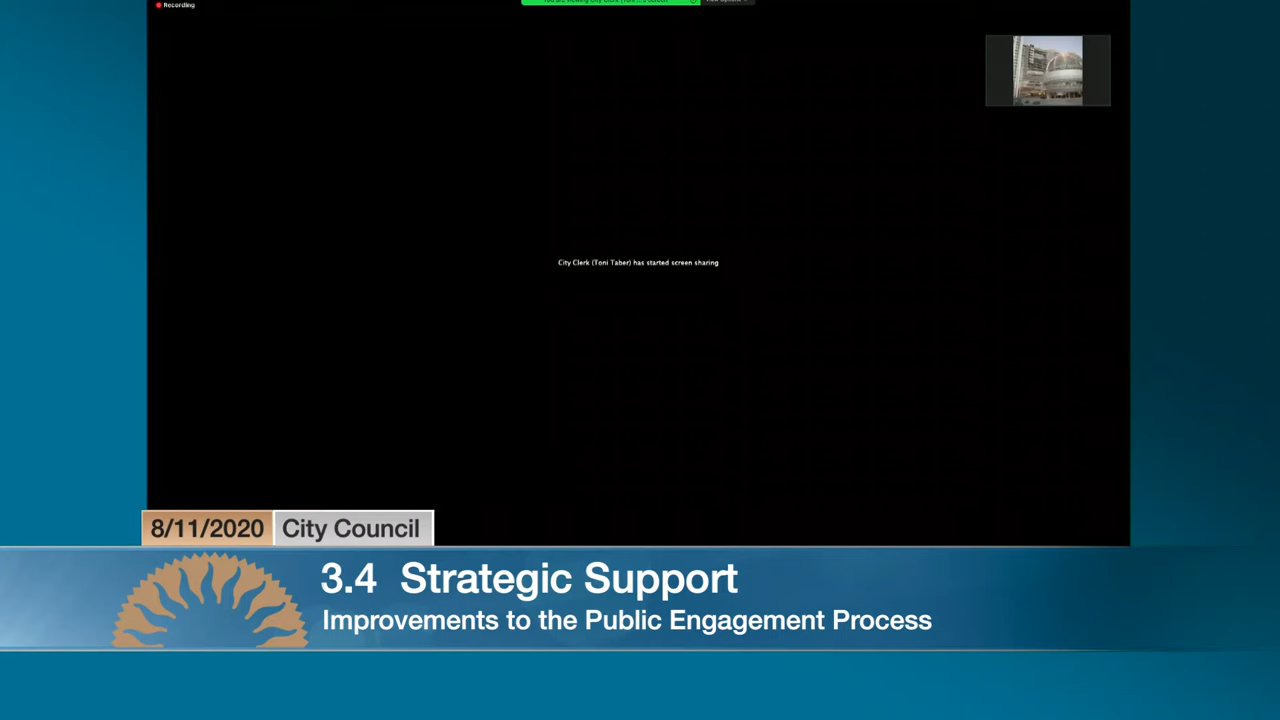 Recording
City Clerk (Toni Taber) has started screen sharing
8/11/2020 City Council
3.4 Strategic Support
Improvements to the Public Engagement Process